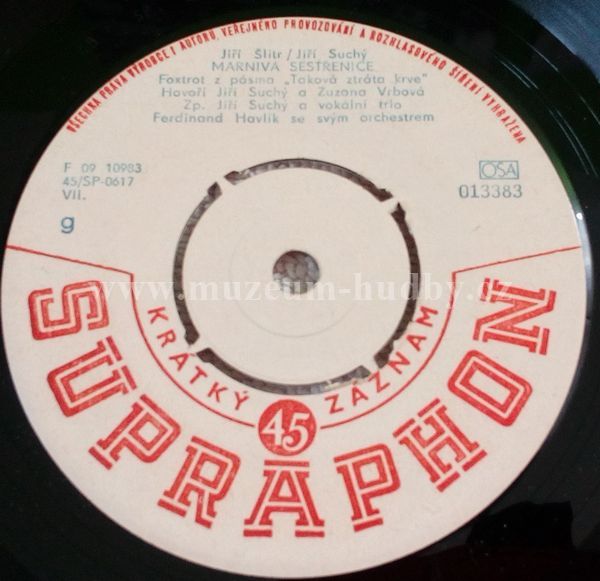 VŠECHNA PRÁVA VÝROBCE I AUTORŮ, VEŘEJNÉHO PROVOZOVÁNÍ A ROZHLASOVÉHO ŠÍŘENÍ VYHRAZENA
Jiří Šlitr / Jiří Suchý
MARNIVÁ SESTŘENICE
Foxtrot z pásma „Taková ztráta krve"
Hovoří Jiří Suchý a Zuzana Vrbová
Zp. Jiří Suchý a vokální trio
Ferdinand Havlík se svým orchestrem
F 09 10983
45/SP-0617
VII.
g
OSA
013383
www.muzeum-hudby.cz
KRÁTKÝ 45 ZÁZNAM
SUPRAPHON